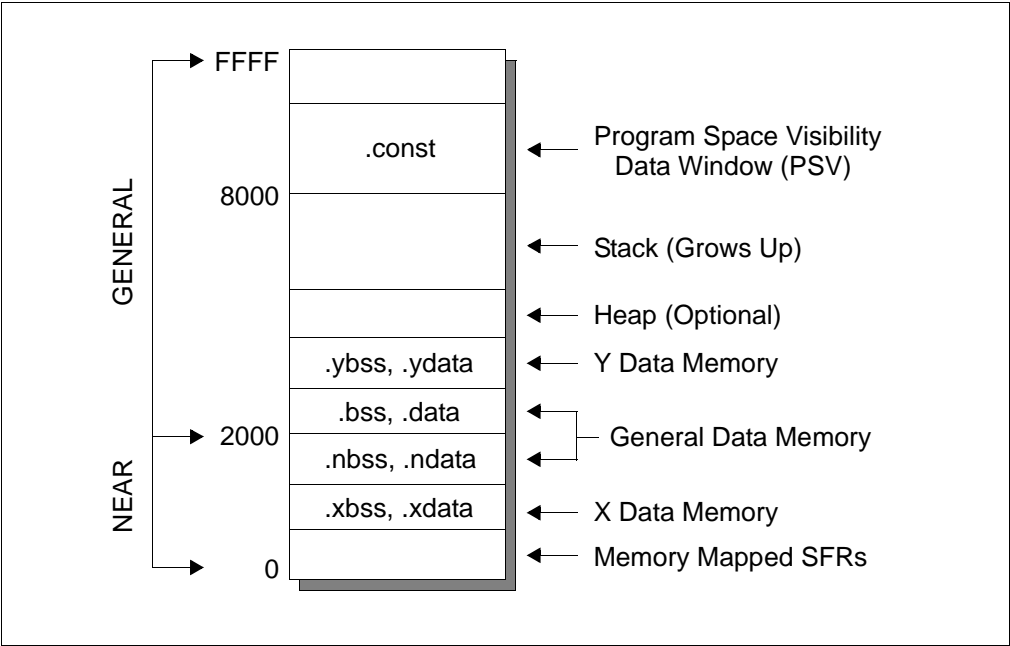 FFFF
.const
Program Space Visibility
Data Window (PSV)
8000
GENERAL
Stack (Grows Up)
Heap (Optional)
.ybss, .ydata
Y Data Memory
.bss, .data
2000
General Data Memory
.nbss, .ndata
NEAR
.xbss, .xdata
X Data Memory
Memory Mapped SFRs
0